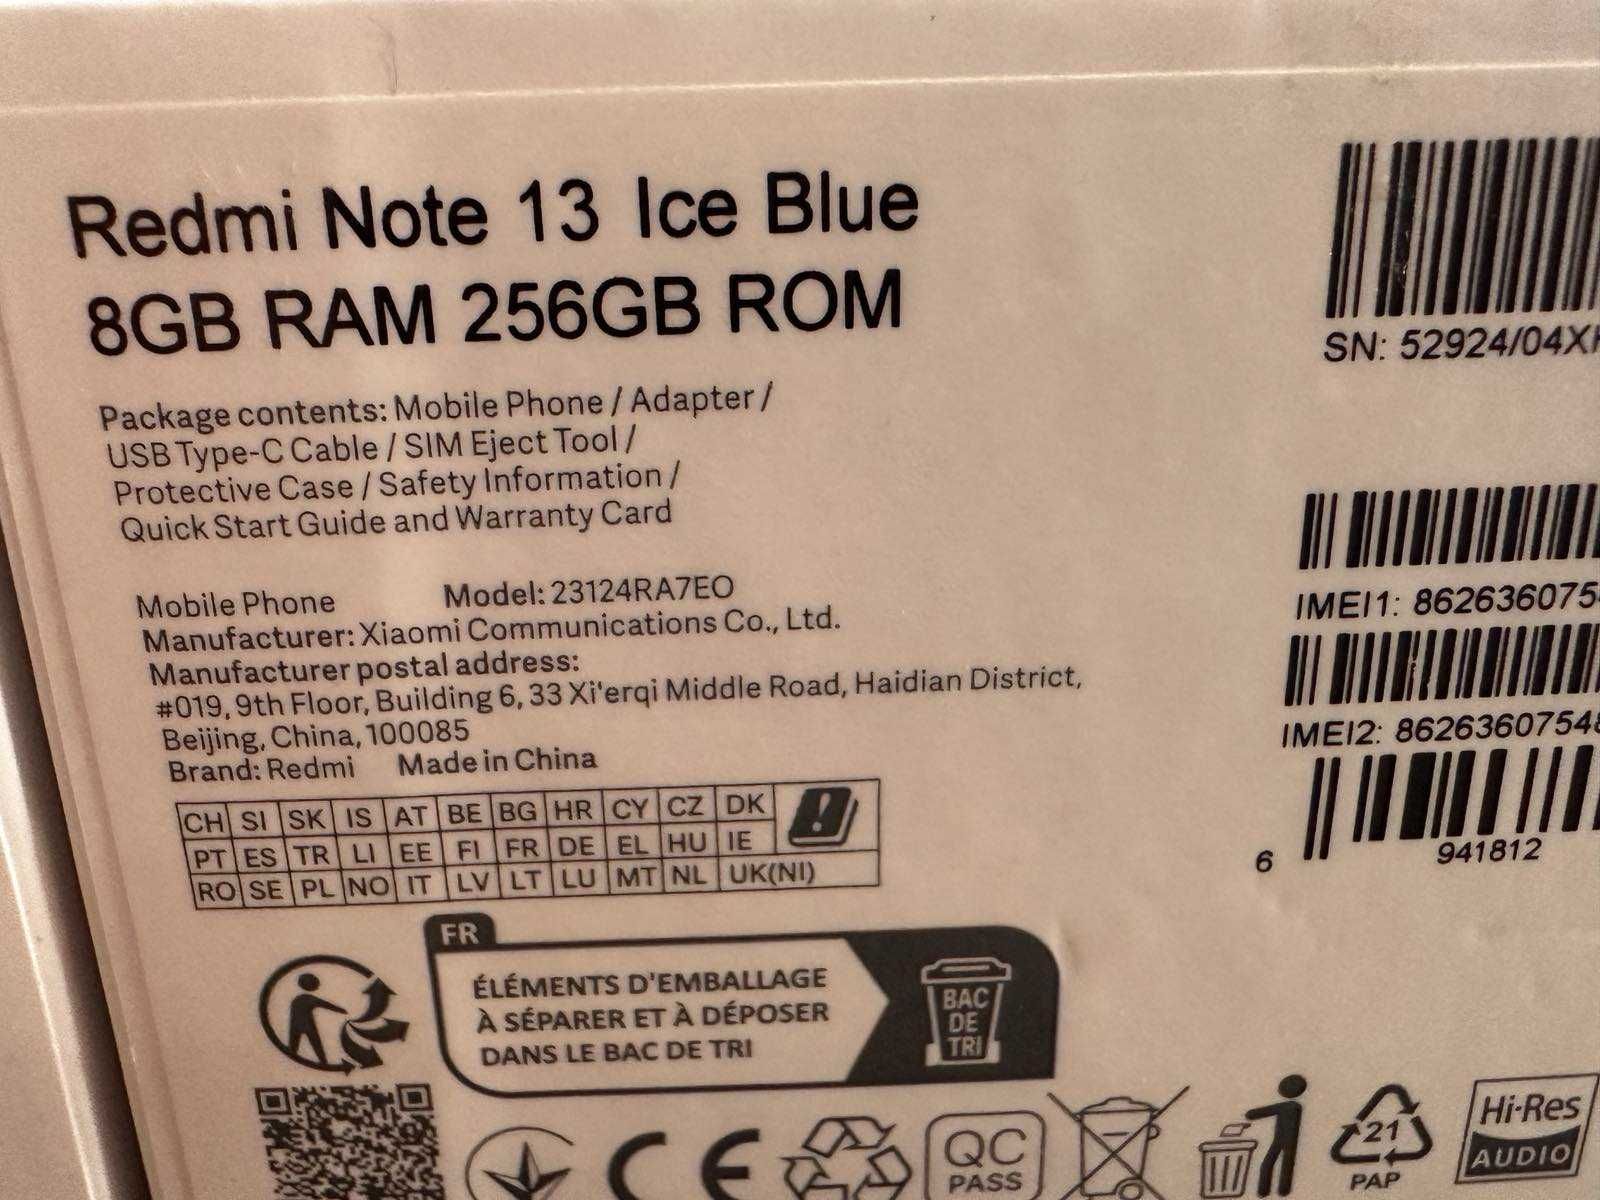 Redmi Note 13 Ice Blue
8GB RAM 256GB ROM
Package contents: Mobile Phone / Adapter /
USB Type-C Cable / SIM Eject Tool /
Protective Case / Safety Information /
Quick Start Guide and Warranty Card
Mobile Phone Model: 23124RA7EO
Manufacturer: Xiaomi Communications Co., Ltd.
Manufacturer postal address:
#019, 9th Floor, Building 6, 33 Xi'erqi Middle Road, Haidian District,
Beijing, China, 100085
Brand: Redmi Made in China
CH SI SK IS AT BE BG HR CY CZ DK
PT ES TR LI EE FI FR DE EL HU IE
RO SE PL NO IT LV LT LU MT NL UK(NI)
SN: 52924/04X
IMEI1: 862636075
IMEI2: 8626360754
6 941812
FR
ÉLÉMENTS D'EMBALLAGE
À SÉPARER ET À DÉPOSER
DANS LE BAC DE TRI
BAC
DE
TRI
CE
QC
PASS
21
PAP
Hi-Res
AUDIO